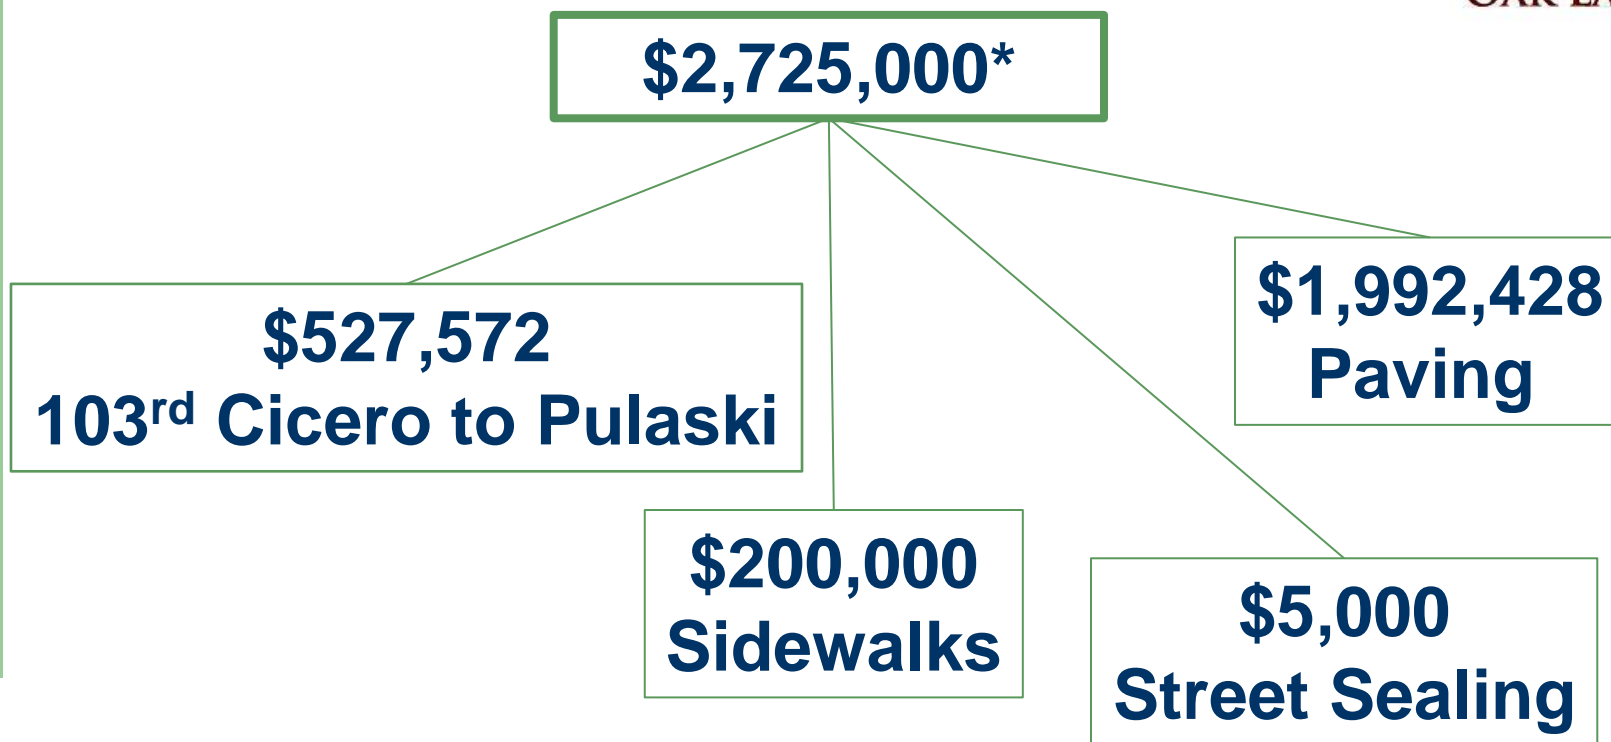 $2,725,000*
$527,572
103rd Cicero to Pulaski
$1,992,428
Paving
$200,000
Sidewalks
$5,000
Street Sealing